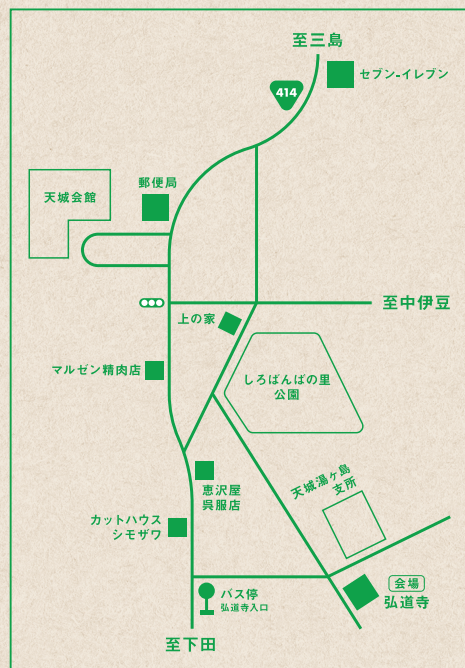 至三島
セブン-イレブン
414
郵便局
天城会館
至中伊豆
上の家
マルゼン精肉店
しろばんばの里
公園
天城湯ヶ島
支所
恵沢屋
呉服店
カットハウス
シモザワ
会場
弘道寺
バス停
弘道寺入口
至下田